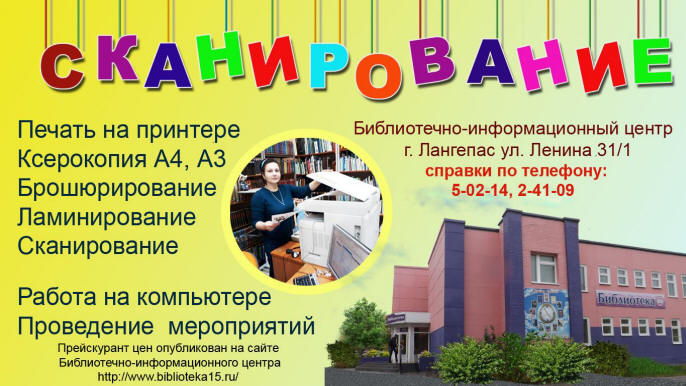 СКАНИРОВАНИЕ
Печать на принтере
Ксерокопия А4, А3
Брошюрирование
Ламинирование
Сканирование
Работа на компьютере
Проведение мероприятий
Прейскурант цен опубликован на сайте
Библиотечно-информационного центра
http://www.biblioteka15.ru/
Библиотечно-информационный центр
г. Лангепас ул. Ленина 31/1
справки по телефону:
5-02-14, 2-41-09
Библиотека